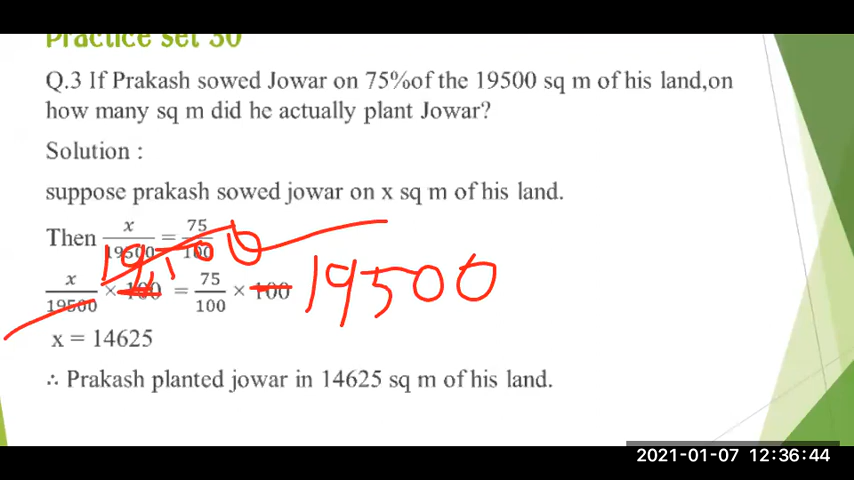 Practice set 30
Q.3 If Prakash sowed Jowar on 75%of the 19500 sq m of his land,on
how many sq m did he actually plant Jowar?
Solution :
suppose prakash sowed jowar on x sq m of his land.
Then x/19500 = 75/100
x/19500 × 100 = 75/100 × 100 19500
x = 14625
∴ Prakash planted jowar in 14625 sq m of his land.
2021-01-07 12:36:44